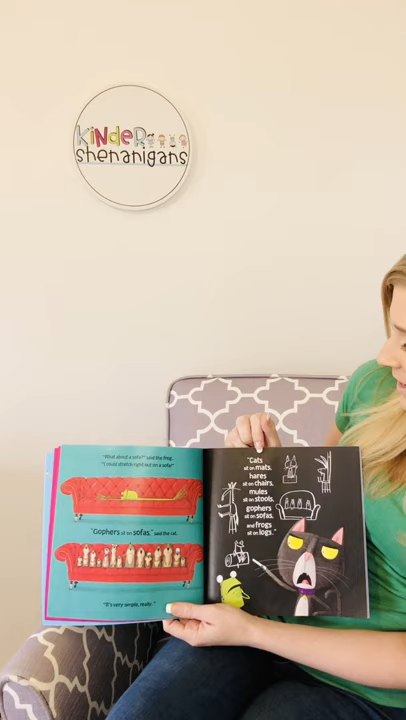 KiNDeR
shenanigans
"What about a sofa?" said the frog.
"I could stretch right out on a sofa!"
"Gophers sit on sofas," said the cat.
"It's very simple, really."
"Cats
sit on mats,
hares
sit on chairs,
mules
sit on stools,
gophers
sit on sofas,
and frogs
sit on logs."